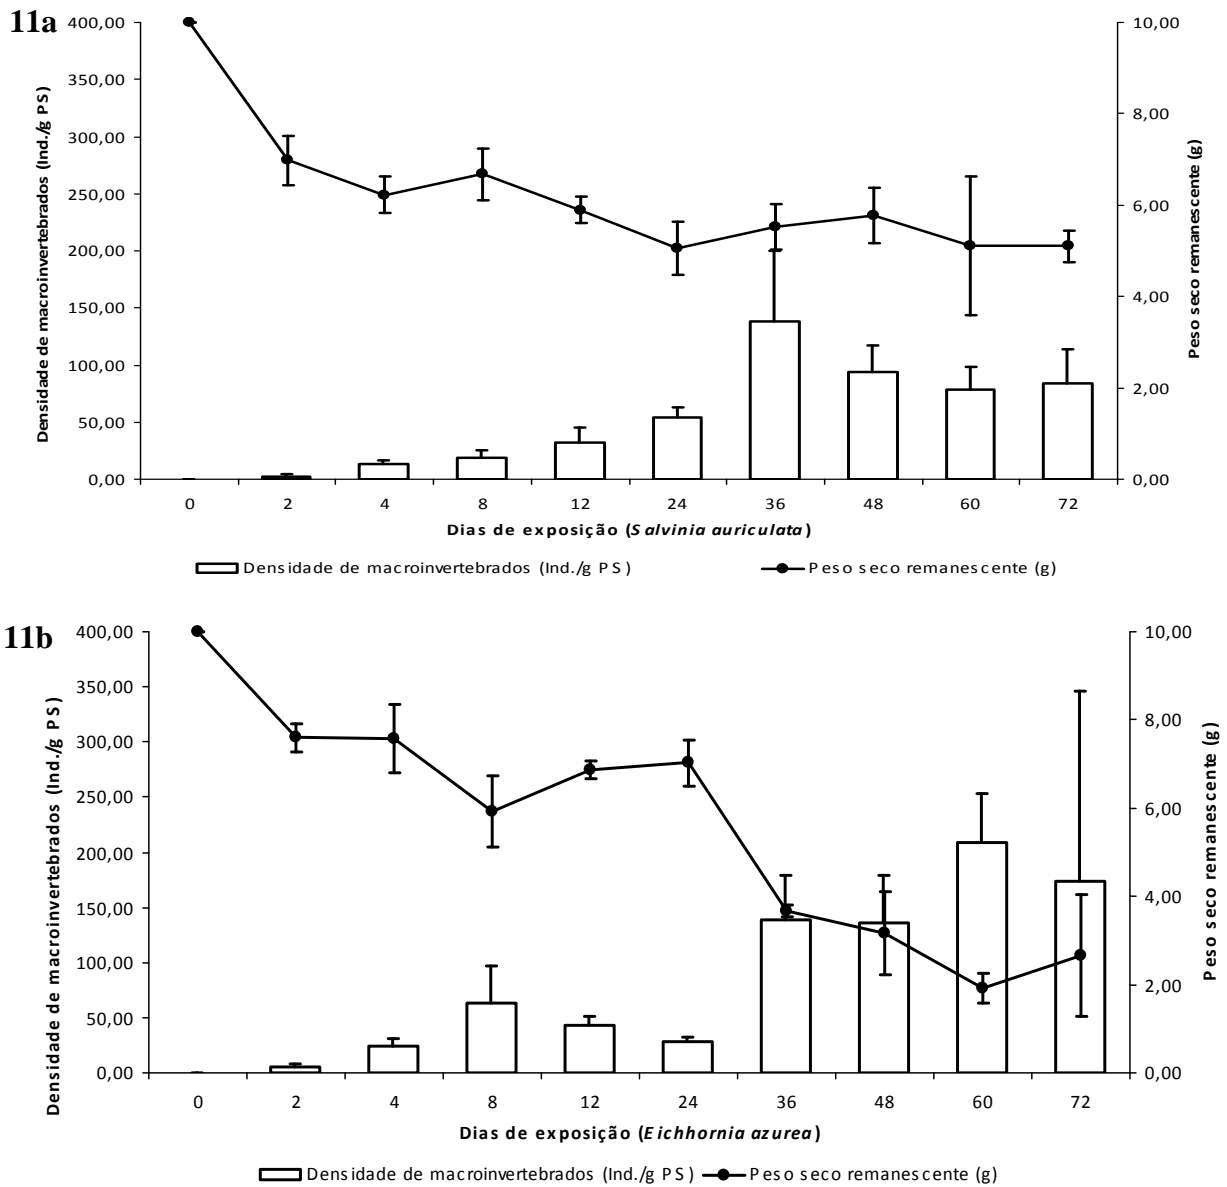 11a
Densidade de macroinvertebrados (Ind./g PS)
400,00
350,00
300,00
250,00
200,00
150,00
100,00
50,00
0,00
10,00
8,00
6,00
4,00
2,00
0,00
Peso seco remanescente (g)
0 2 4 8 12 24 36 48 60 72
Dias de exposição (Salvinia auriculata)
Densidade de macroinvertebrados (Ind./g PS) Peso seco remanescente (g)
11b
Densidade de macroinvertebrados (Ind./g PS)
400,00
350,00
300,00
250,00
200,00
150,00
100,00
50,00
0,00
10,00
8,00
6,00
4,00
2,00
0,00
Peso seco remanescente (g)
0 2 4 8 12 24 36 48 60 72
Dias de exposição (Eichhornia azurea)
Densidade de macroinvertebrados (Ind./g PS) Peso seco remanescente (g)